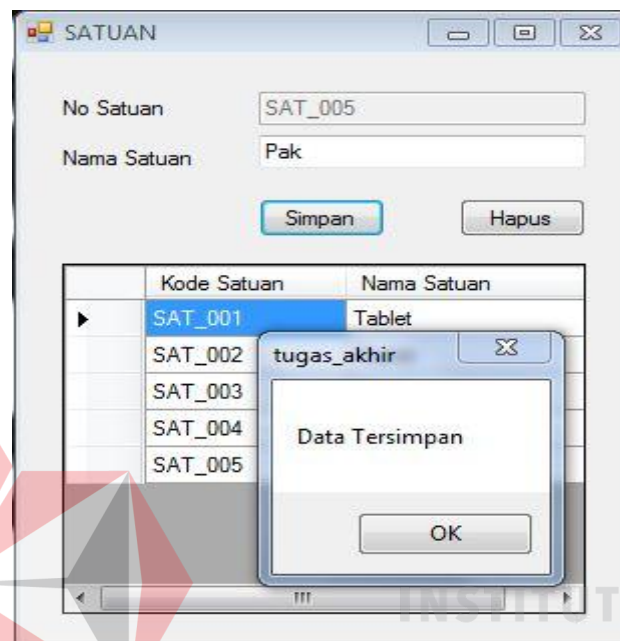 SATUAN
No Satuan SAT_005
Nama Satuan Pak
Simpan Hapus
Kode Satuan Nama Satuan
SAT_001 Tablet
SAT_002
SAT_003
SAT_004
SAT_005
tugas_akhir
Data Tersimpan
OK
INSTITUT